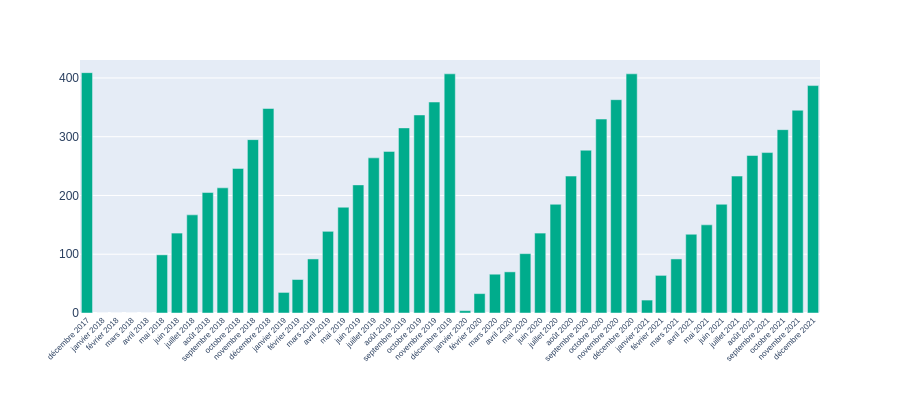 400
300
200
100
0
décembre 2017
janvier 2018
février 2018
mars 2018
avril 2018
mai 2018
juin 2018
juillet 2018
août 2018
septembre 2018
octobre 2018
novembre 2018
décembre 2018
janvier 2019
février 2019
mars 2019
avril 2019
mai 2019
juin 2019
juillet 2019
août 2019
septembre 2019
octobre 2019
novembre 2019
décembre 2019
janvier 2020
février 2020
mars 2020
avril 2020
mai 2020
juin 2020
juillet 2020
août 2020
septembre 2020
octobre 2020
novembre 2020
décembre 2020
janvier 2021
février 2021
mars 2021
avril 2021
mai 2021
juin 2021
juillet 2021
août 2021
septembre 2021
octobre 2021
novembre 2021
décembre 2021